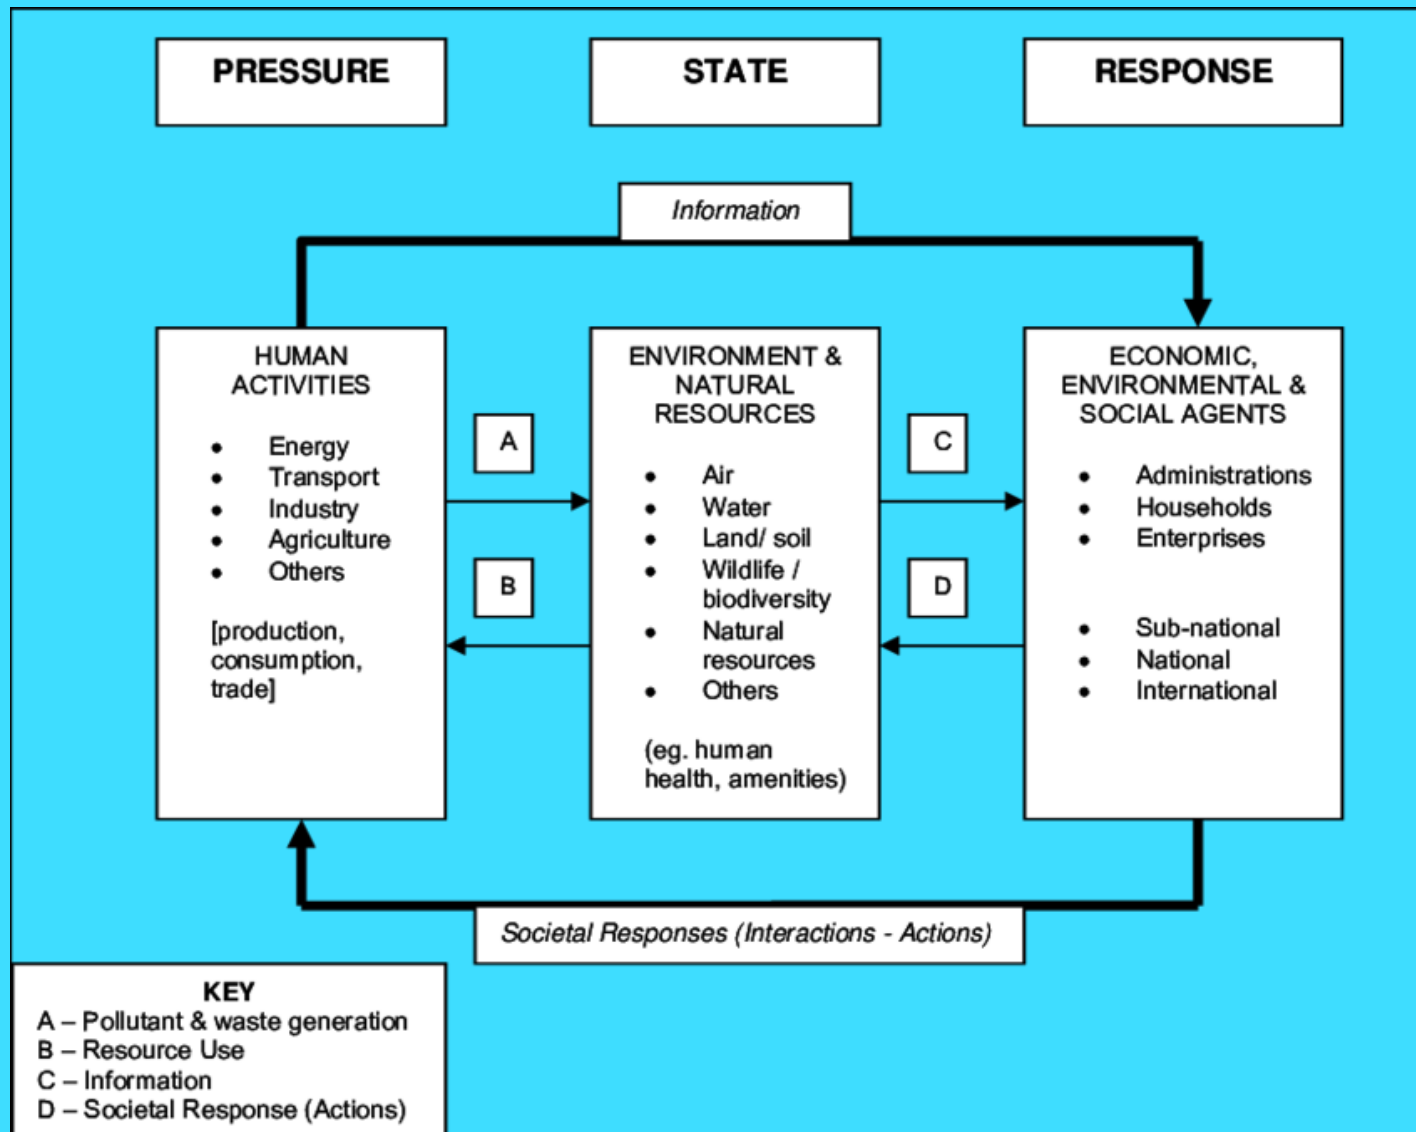 PRESSURE
STATE
RESPONSE
Information
HUMAN
ACTIVITIES
• Energy
• Transport
• Industry
• Agriculture
• Others
[production,
consumption,
trade]
A
B
ENVIRONMENT &
NATURAL
RESOURCES
• Air
• Water
• Land/ soil
• Wildlife /
biodiversity
• Natural
resources
• Others
(eg. human
health, amenities)
C
D
ECONOMIC,
ENVIRONMENTAL &
SOCIAL AGENTS
• Administrations
• Households
• Enterprises
• Sub-national
• National
• International
Societal Responses (Interactions - Actions)
KEY
A – Pollutant & waste generation
B – Resource Use
C – Information
D – Societal Response (Actions)